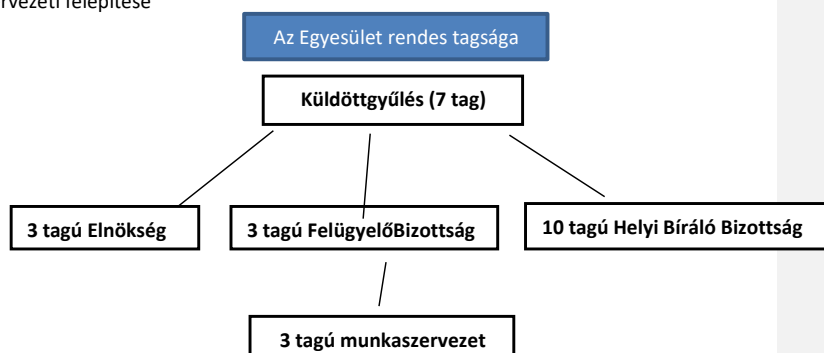 felépítése
Az Egyesület rendes tagsága
Küldöttgyűlés (7 tag)
3 tagú Elnökség
3 tagú FelügyelőBizottság
10 tagú Helyi Bíráló Bizottság
3 tagú munkaszervezet